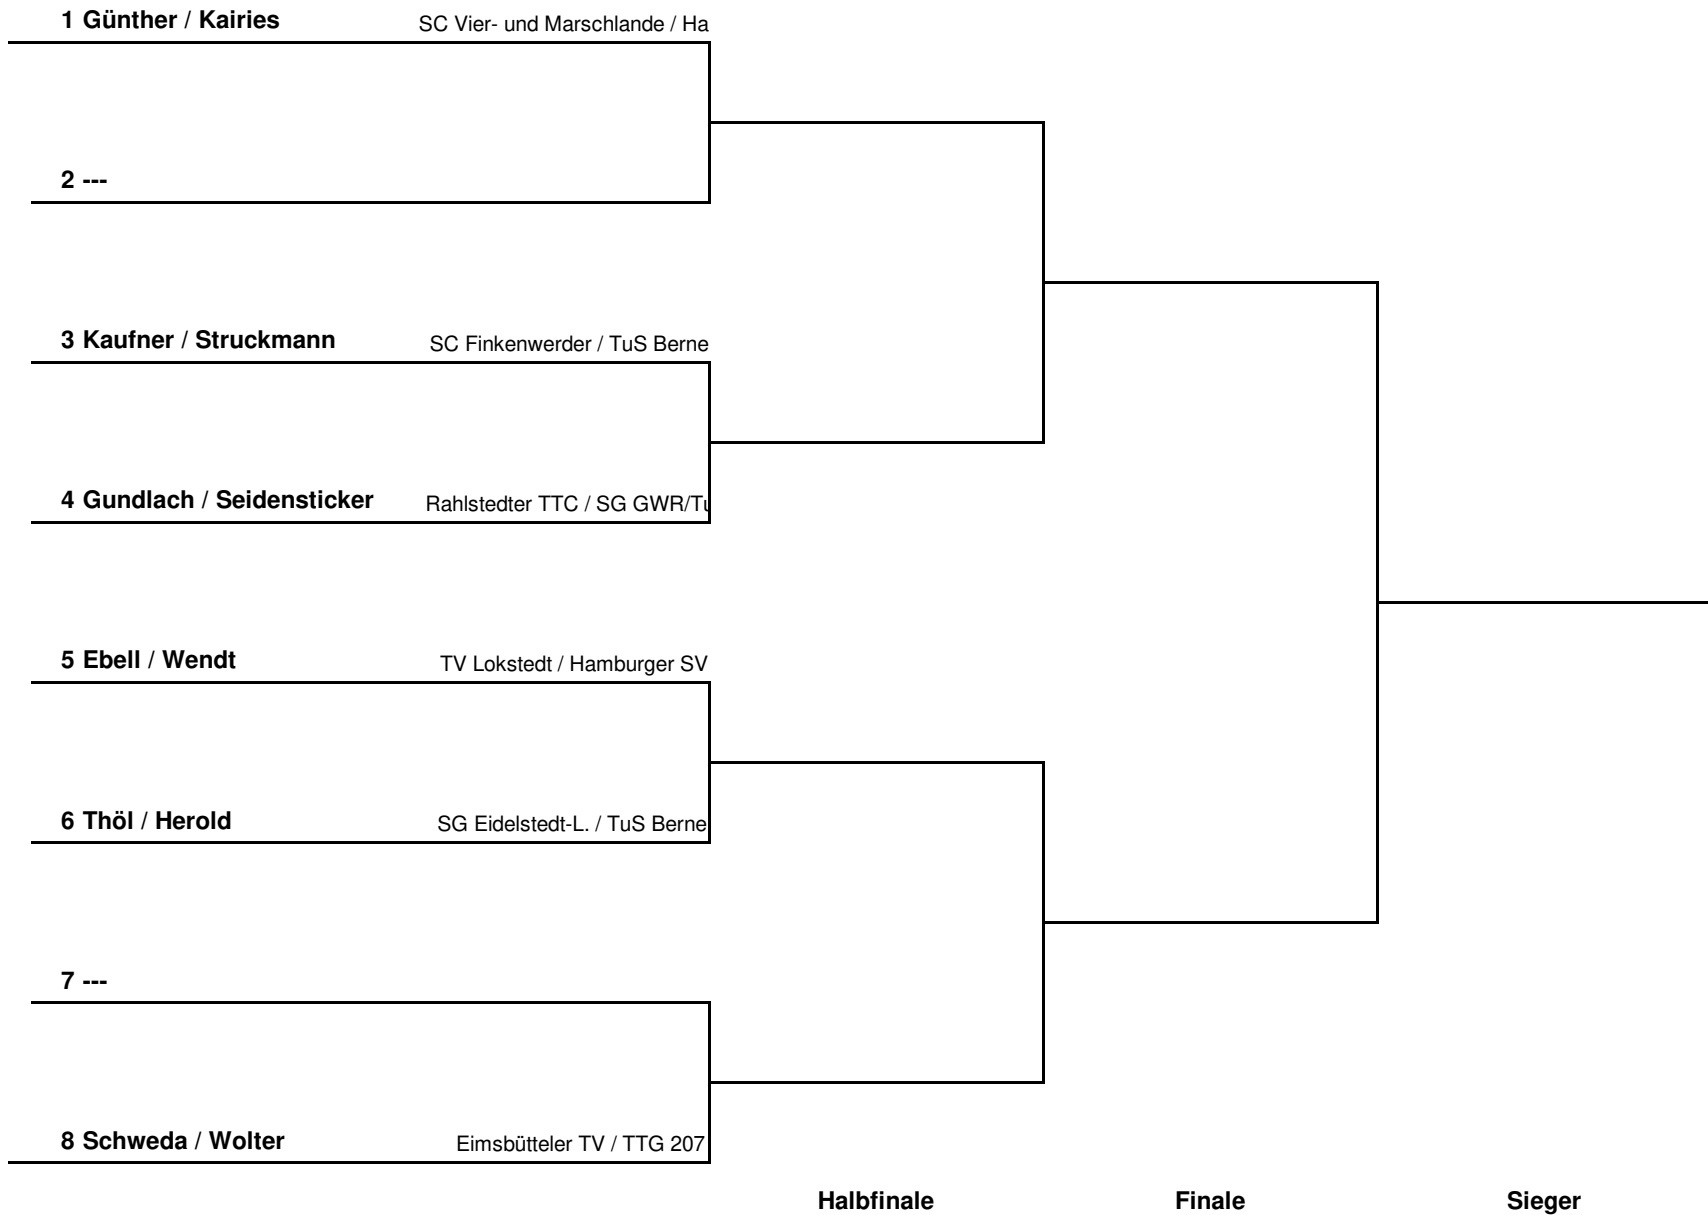 1 Günther / Kairies SC Vier- und Marschlande / Ha
2 ---
3 Kaufner / Struckmann SC Finkenwerder / TuS Berne
4 Gundlach / Seidensticker Rahlstedter TTC / SG GWR/Tu
5 Ebell / Wendt TV Lokstedt / Hamburger SV
6 Thöl / Herold SG Eidelstedt-L. / TuS Berne
7 ---
8 Schweda / Wolter Eimsbütteler TV / TTG 207
Halbfinale Finale Sieger